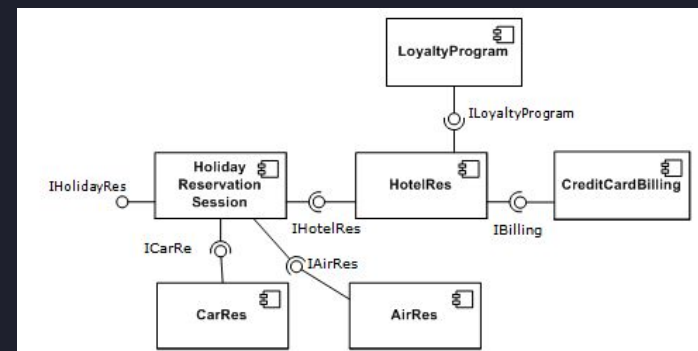 LoyaltyProgram
ILoyaltyProgram
IHolidayRes
Holiday
Reservation
Session
HotelRes
CreditCardBilling
IHotelRes
IBilling
ICarRe
IAirRes
CarRes
AirRes